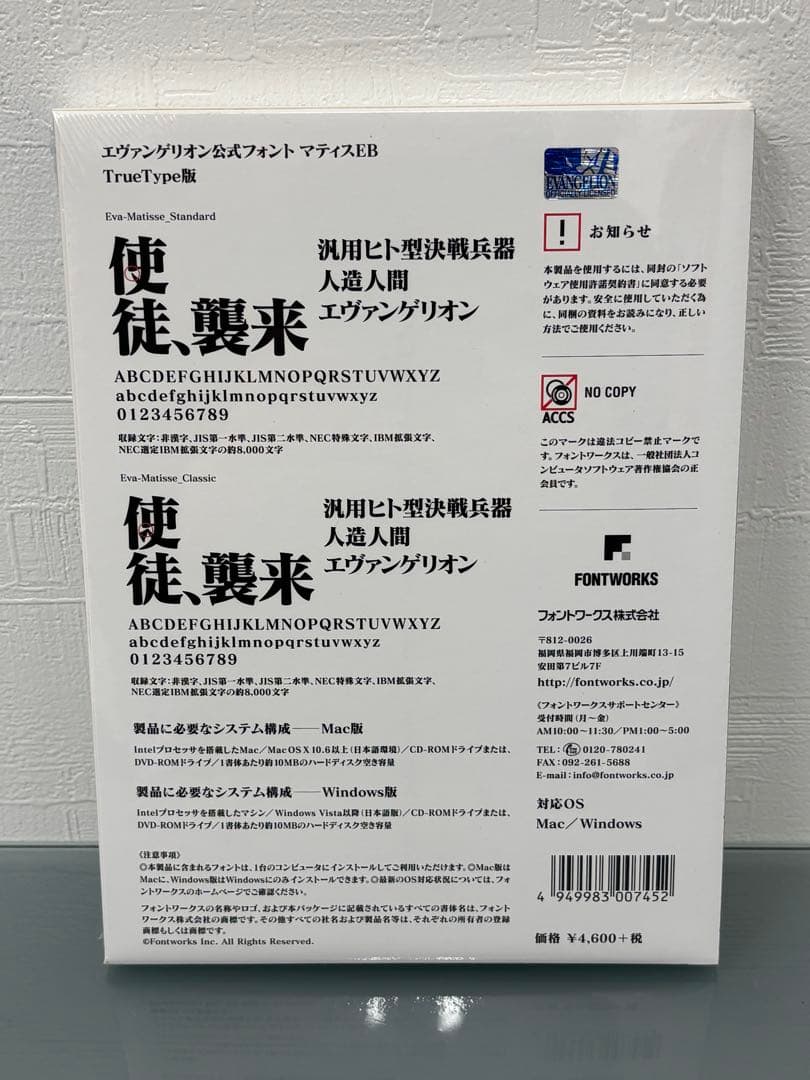 エヴァンゲリオン公式フォント マティスEB
TrueType版
Eva-Matisse_Standard
使
徒、襲来
汎用ヒト型決戦兵器
人造人間
エヴァンゲリオン
ABCDEFGHIJKLMNOPQRSTUVWXYZ
abcdefghijklmnopqrstuvwxyz
0123456789
収録文字：非漢字、JIS第一水準、JIS第二水準、NEC特殊文字、IBM拡張文字、
NEC選定IBM拡張文字の約8,000文字
Eva-Matisse_Classic
使
徒、襲来
汎用ヒト型決戦兵器
人造人間
エヴァンゲリオン
ABCDEFGHIJKLMNOPQRSTUVWXYZ
abcdefghijklmnopqrstuvwxyz
0123456789
収録文字：非漢字、JIS第一水準、JIS第二水準、NEC特殊文字、IBM拡張文字、
NEC選定IBM拡張文字の約8,000文字
製品に必要なシステム構成――Mac版
Intelプロセッサを搭載したMac／Mac OS X 10.6以上（日本語環境）／CD-ROMドライブまたは、
DVD-ROMドライブ／1書体あたり約10MBのハードディスク空き容量
製品に必要なシステム構成――Windows版
Intelプロセッサを搭載したマシン／Windows Vista以降（日本語版）／CD-ROMドライブまたは、
DVD-ROMドライブ／1書体あたり約10MBのハードディスク空き容量
《注意事項》
◎本製品に含まれるフォントは、1台のコンピュータにインストールしてご利用いただけます。◎Mac版は
Macに、Windows版はWindowsにのみインストールできます。◎最新のOS対応状況については、フォ
ントワークスのホームページでご確認ください。
フォントワークスの名称やロゴ、および本パッケージに記載されているすべての書体名は、フォント
ワークス株式会社の商標です。その他すべての社名および製品名等は、それぞれの所有者の登録
商標もしくは商標です。
©Fontworks Inc. All Rights Reserved.
EVANGELION
OFFICIALLY LICENSED
!
お知らせ
本製品を使用するには、同封の「ソフト
ウェア使用許諾契約書」に同意する必要
があります。安全に使用していただく為
に、同梱の資料をお読みになり、正しい
方法でご使用ください。
NO COPY
ACCS
このマークは違法コピー禁止マークで
す。フォントワークスは、一般社団法人コ
ンピュータソフトウェア著作権協会の正
会員です。
FONTWORKS
フォントワークス株式会社
〒812-0026
福岡県福岡市博多区上川端町13-15
安田第7ビル7F
http://fontworks.co.jp/
《フォントワークスサポートセンター》
受付時間（月〜金）
AM10:00〜11:30／PM1:00〜5:00
TEL：0120-780241
FAX：092-261-5688
E-mail：info@fontworks.co.jp
対応OS
Mac／Windows
4 949983 007452
価格 ¥4,600＋税